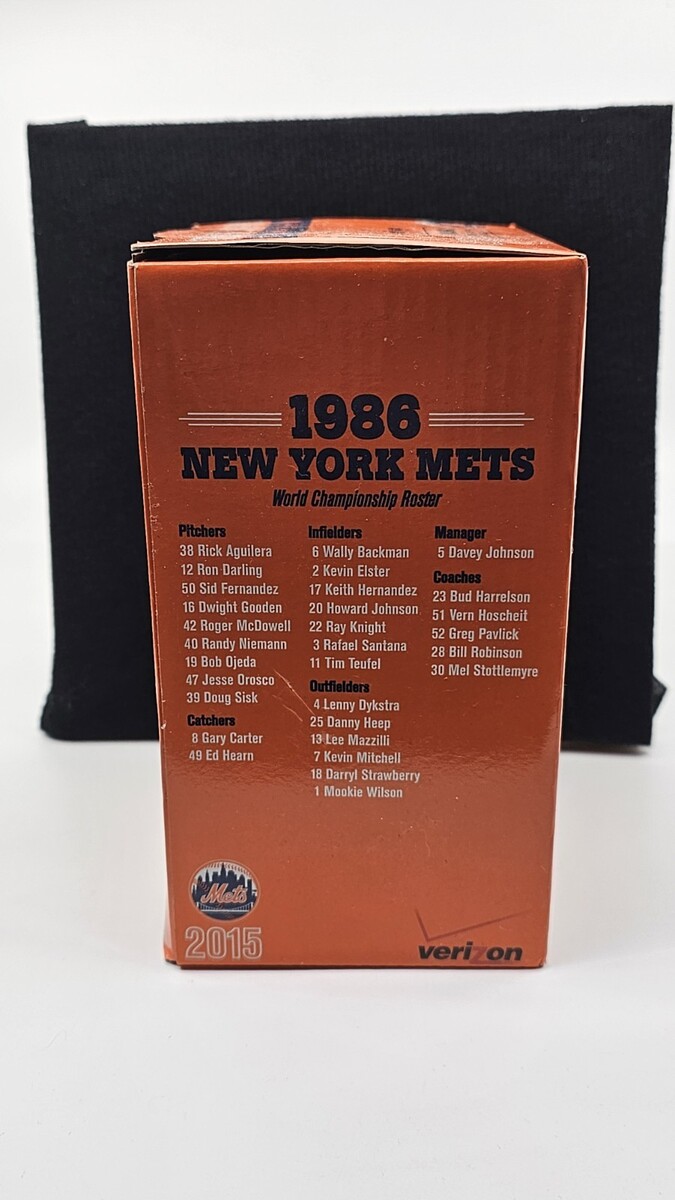 1986
NEW YORK METS
World Championship Roster
Pitchers
38 Rick Aguilera
12 Ron Darling
50 Sid Fernandez
16 Dwight Gooden
42 Roger McDowell
40 Randy Niemann
19 Bob Ojeda
47 Jesse Orosco
39 Doug Sisk
Catchers
8 Gary Carter
49 Ed Hearn
Infielders
6 Wally Backman
2 Kevin Elster
17 Keith Hernandez
20 Howard Johnson
22 Ray Knight
3 Rafael Santana
11 Tim Teufel
Outfielders
4 Lenny Dykstra
25 Danny Heep
13 Lee Mazzilli
7 Kevin Mitchell
18 Darryl Strawberry
1 Mookie Wilson
Manager
5 Davey Johnson
Coaches
23 Bud Harrelson
51 Vern Hoscheit
52 Greg Pavlick
28 Bill Robinson
30 Mel Stottlemyre
Mets
2015
verizon